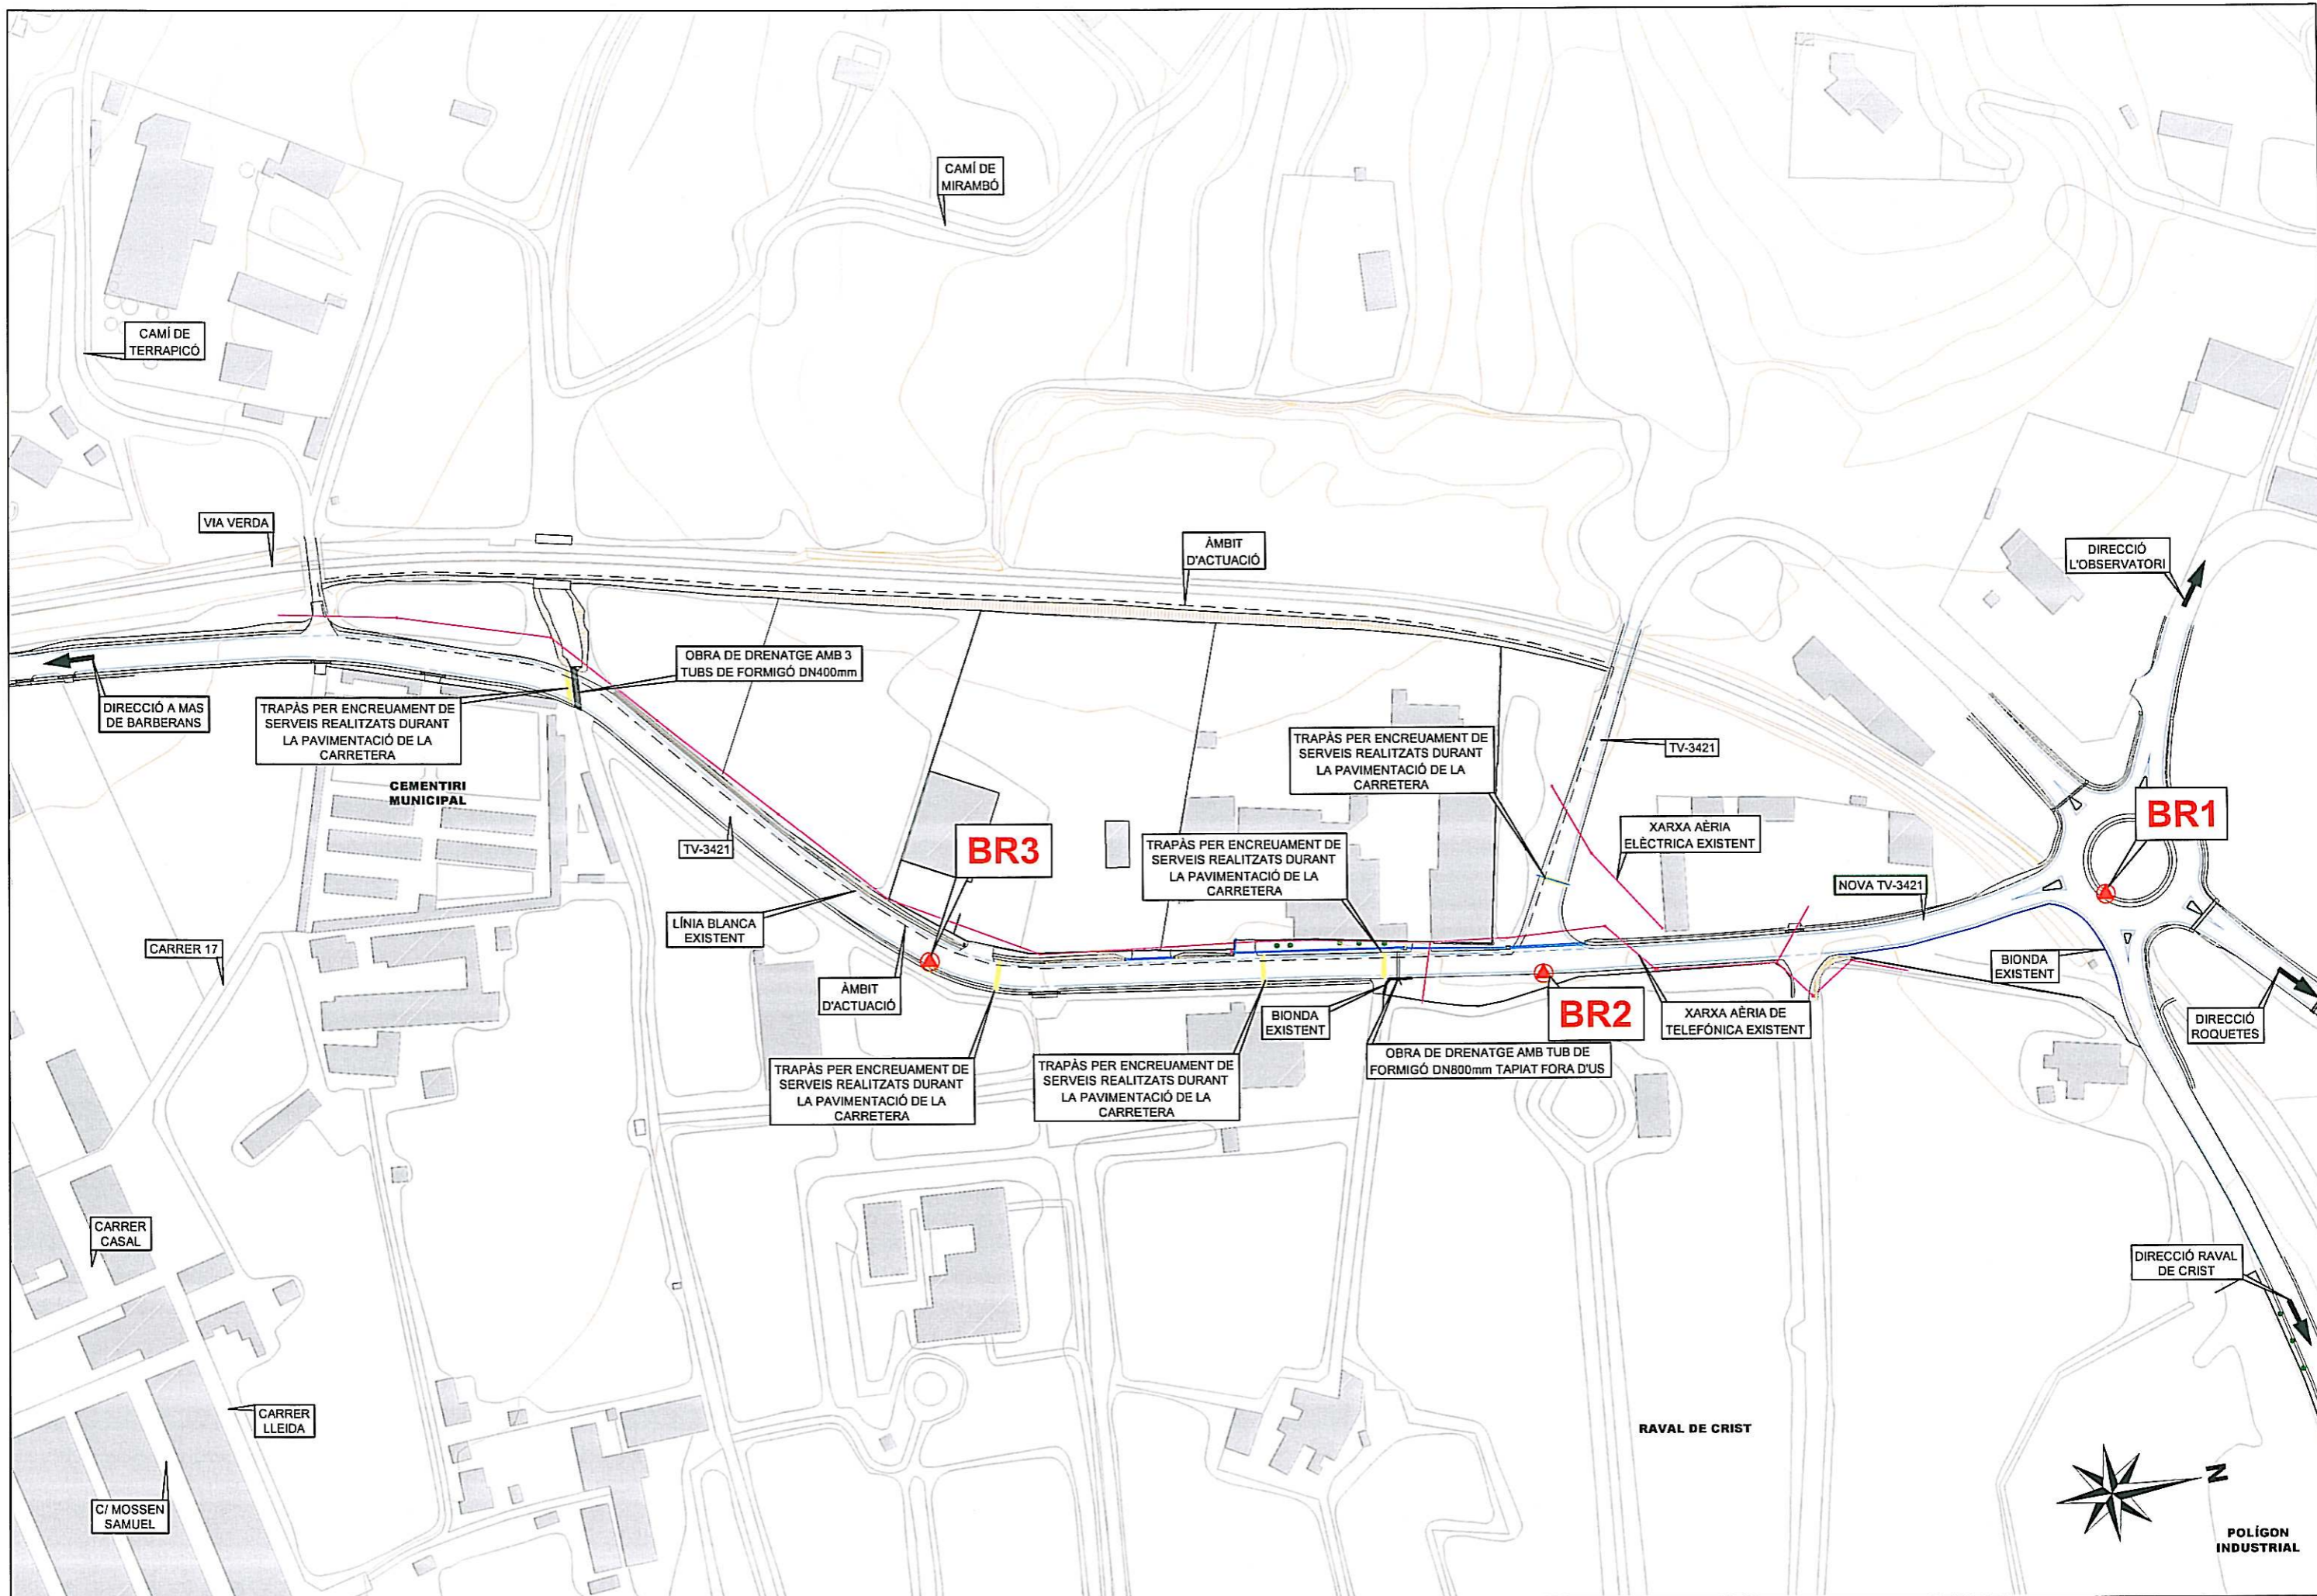 CAMÍ DE
MIRAMBÓ
CAMÍ DE
TERRAPICÓ
VIA VERDA
ÀMBIT
D'ACTUACIÓ
DIRECCIÓ
L'OBSERVATORI
OBRA DE DRENATGE AMB 3
TUBS DE FORMIGÓ DN400mm
DIRECCIÓ A MAS
DE BARBERANS
TRAPÀS PER ENCREUAMENT DE
SERVEIS REALITZATS DURANT
LA PAVIMENTACIÓ DE LA
CARRETERA
CEMENTIRI
MUNICIPAL
TRAPÀS PER ENCREUAMENT DE
SERVEIS REALITZATS DURANT
LA PAVIMENTACIÓ DE LA
CARRETERA
TV-3421
BR1
TV-3421
BR3
TRAPÀS PER ENCREUAMENT DE
SERVEIS REALITZATS DURANT
LA PAVIMENTACIÓ DE LA
CARRETERA
XARXA AÈRIA
ELÈCTRICA EXISTENT
NOVA TV-3421
LÍNIA BLANCA
EXISTENT
CARRER 17
ÀMBIT
D'ACTUACIÓ
BIONDA
EXISTENT
BR2
XARXA AÈRIA DE
TELEFÓNICA EXISTENT
BIONDA
EXISTENT
DIRECCIÓ
ROQUETES
TRAPÀS PER ENCREUAMENT DE
SERVEIS REALITZATS DURANT
LA PAVIMENTACIÓ DE LA
CARRETERA
TRAPÀS PER ENCREUAMENT DE
SERVEIS REALITZATS DURANT
LA PAVIMENTACIÓ DE LA
CARRETERA
OBRA DE DRENATGE AMB TUB DE
FORMIGÓ DN800mm TAPIAT FORA D'US
CARRER
CASAL
DIRECCIÓ RAVAL
DE CRIST
CARRER
LLEIDA
RAVAL DE CRIST
C/ MOSSEN
SAMUEL
N
POLÍGON
INDUSTRIAL